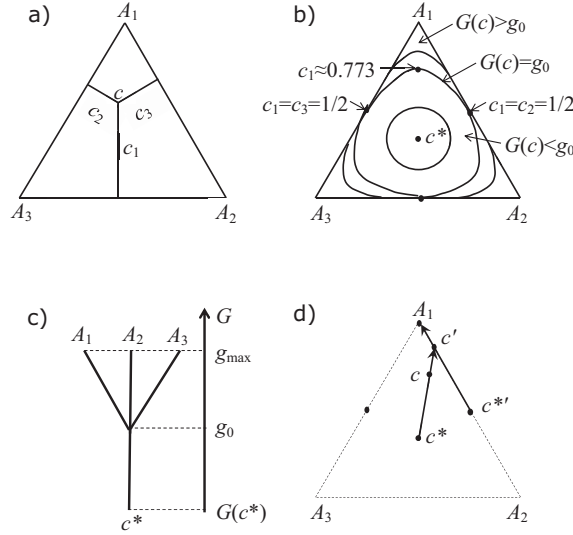 a)
A₁
c
c₂
c₃
c₁
A₃
A₂
b)
A₁
G(c)>g₀
c₁≈0.773
G(c)=g₀
c₁=c₃=1/2
c₁=c₂=1/2
c*
G(c)<g₀
A₃
A₂
c)
G
A₁
A₂
A₃
gmax
g₀
G(c*)
c*
d)
A₁
c′
c
c*′
c*
A₃
A₂